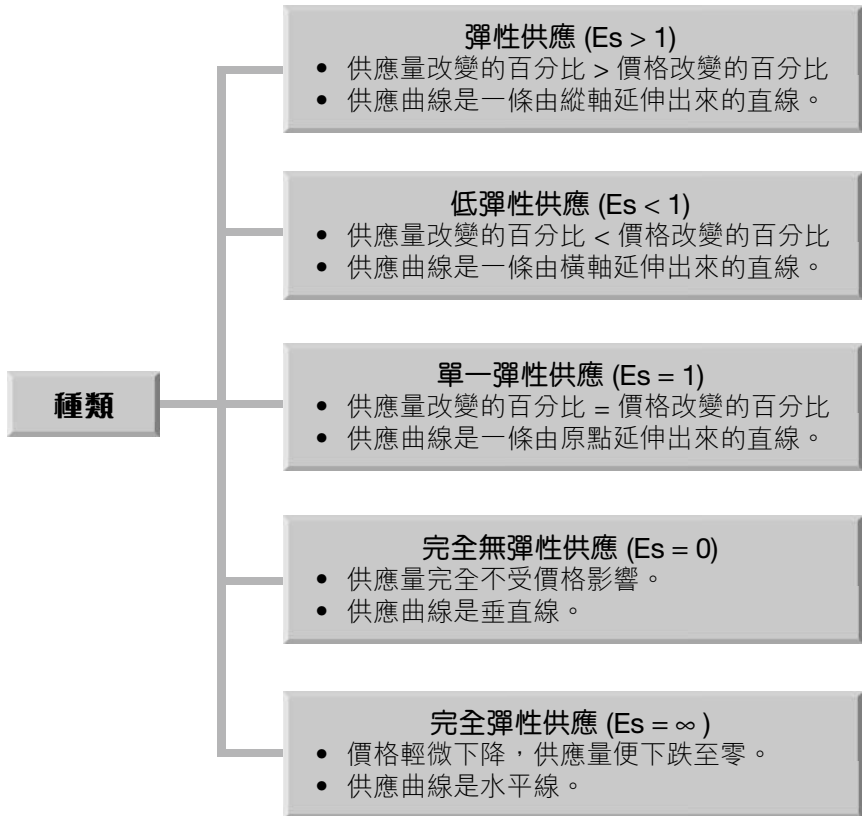 彈性供應 (Es > 1)
• 供應量改變的百分比 > 價格改變的百分比
• 供應曲線是一條由縱軸延伸出來的直線。
低彈性供應 (Es < 1)
• 供應量改變的百分比 < 價格改變的百分比
• 供應曲線是一條由橫軸延伸出來的直線。
種類
單一彈性供應 (Es = 1)
• 供應量改變的百分比 = 價格改變的百分比
• 供應曲線是一條由原點延伸出來的直線。
完全無彈性供應 (Es = 0)
• 供應量完全不受價格影響。
• 供應曲線是垂直線。
完全彈性供應 (Es = ∞ )
• 價格輕微下降，供應量便下跌至零。
• 供應曲線是水平線。